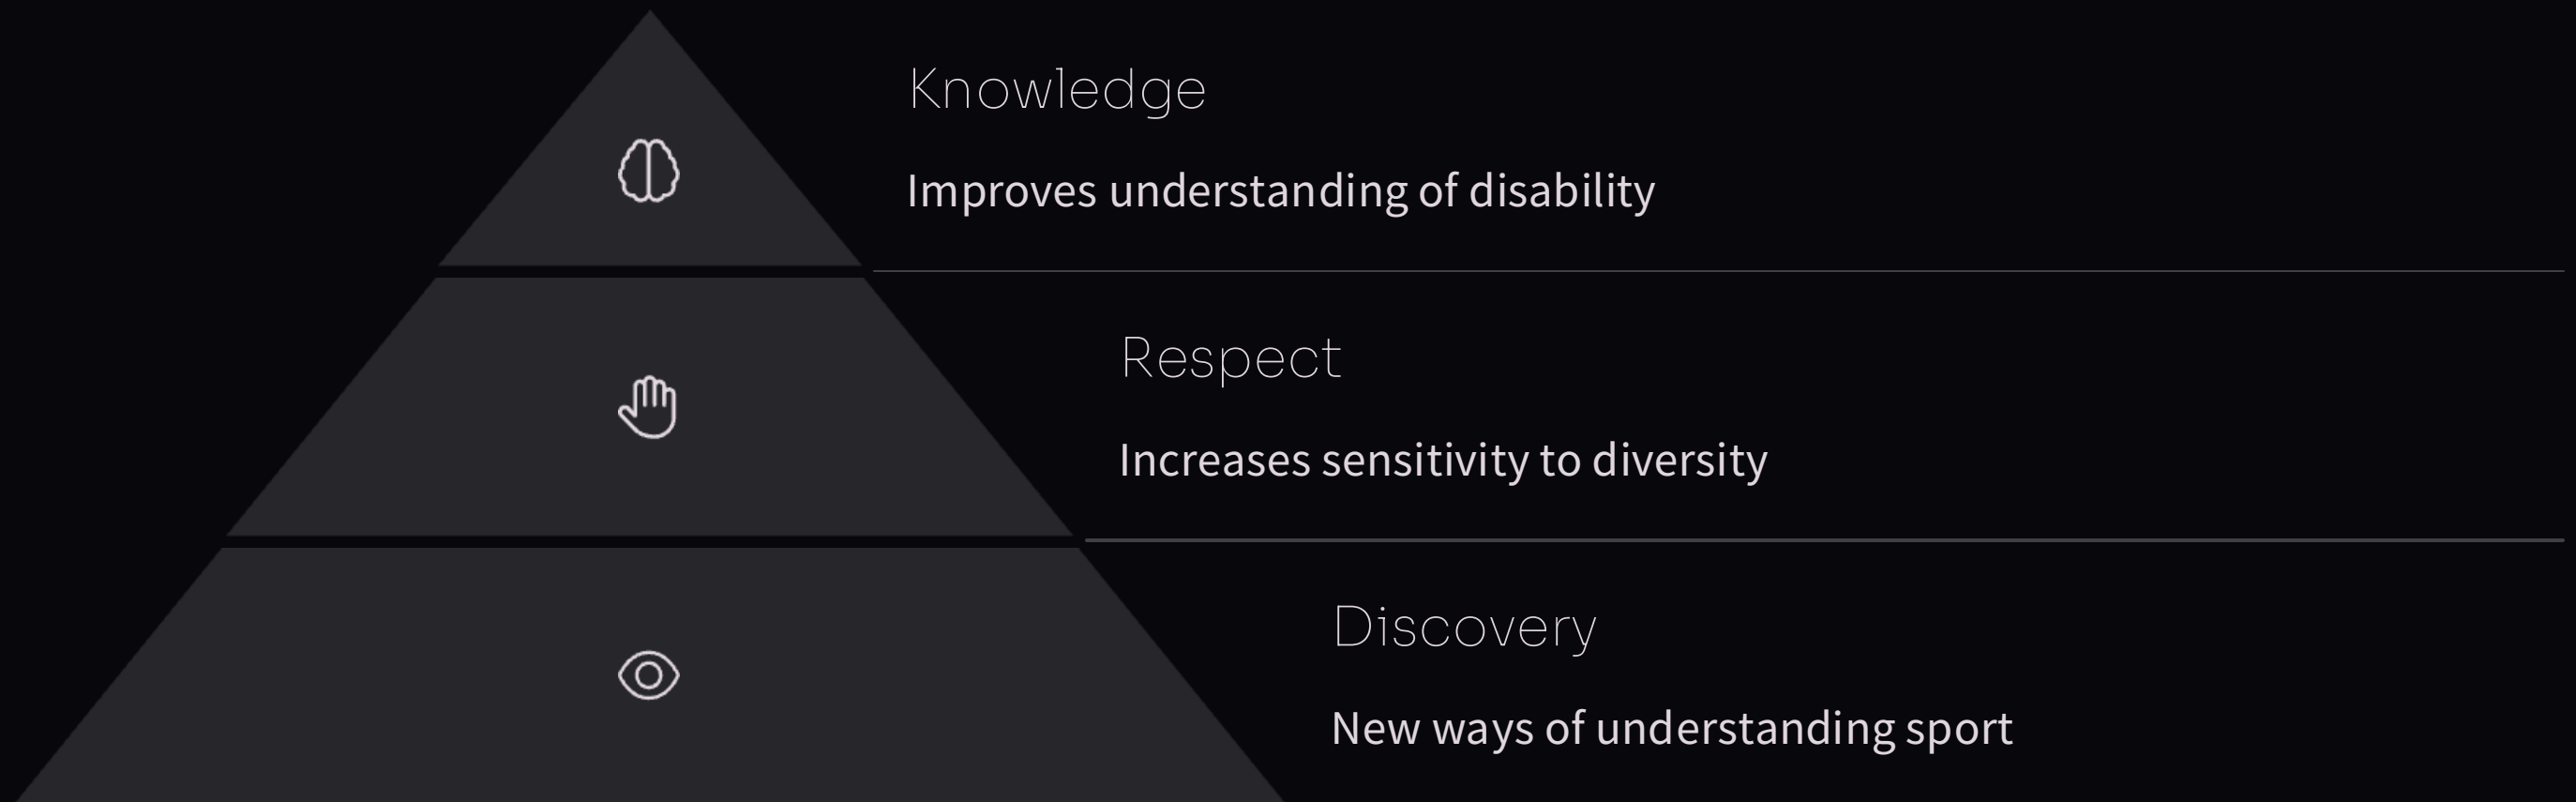 Knowledge
Improves understanding of disability
Respect
Increases sensitivity to diversity
Discovery
New ways of understanding sport